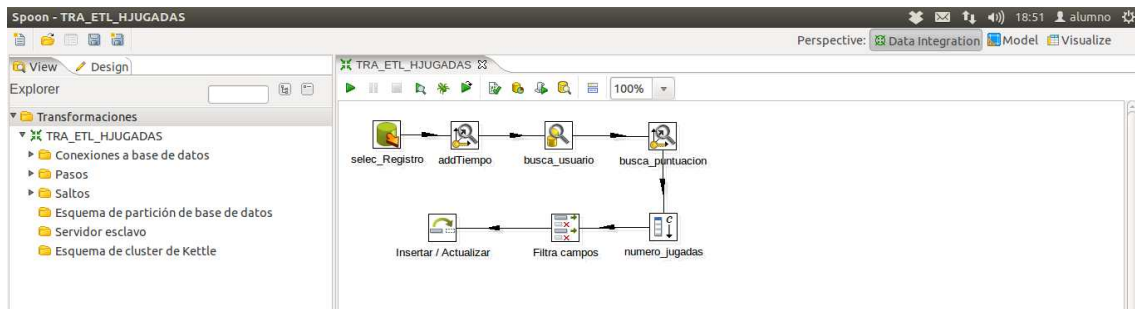 Spoon - TRA_ETL_HJUGADAS
18:51 alumno
Perspective: Data Integration Model Visualize
View Design
Explorer
Transformaciones
TRA_ETL_HJUGADAS
Conexiones a base de datos
Pasos
Saltos
Esquema de partición de base de datos
Servidor esclavo
Esquema de cluster de Kettle
TRA_ETL_HJUGADAS
100%
selec_Registro addTiempo busca_usuario busca_puntuacion
Insertar / Actualizar Filtra campos numero_jugadas